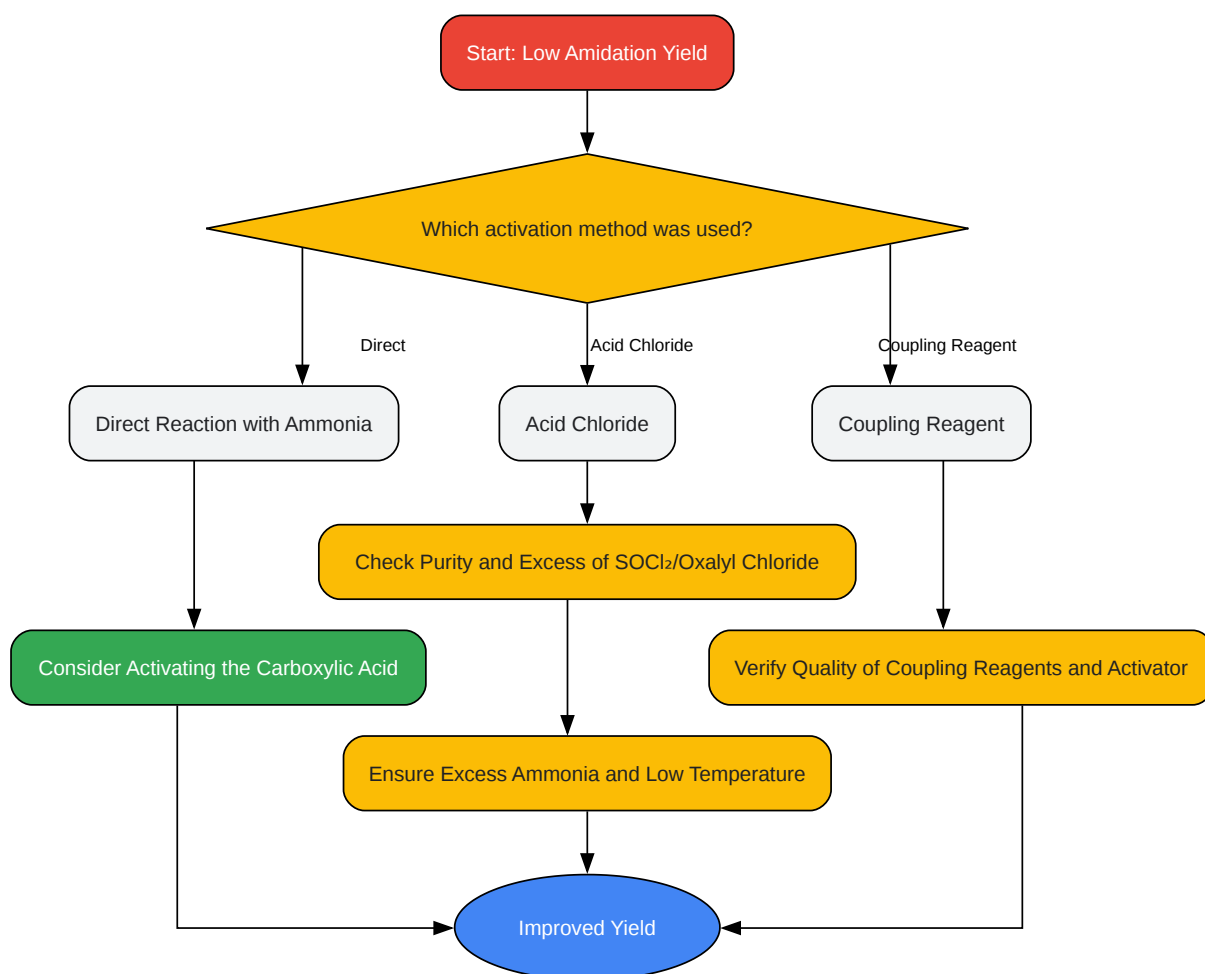 Start: Low Amidation Yield
Which activation method was used?
Direct
Acid Chloride
Coupling Reagent
Direct Reaction with Ammonia
Acid Chloride
Coupling Reagent
Check Purity and Excess of SOCl₂/Oxalyl Chloride
Consider Activating the Carboxylic Acid
Verify Quality of Coupling Reagents and Activator
Ensure Excess Ammonia and Low Temperature
Improved Yield